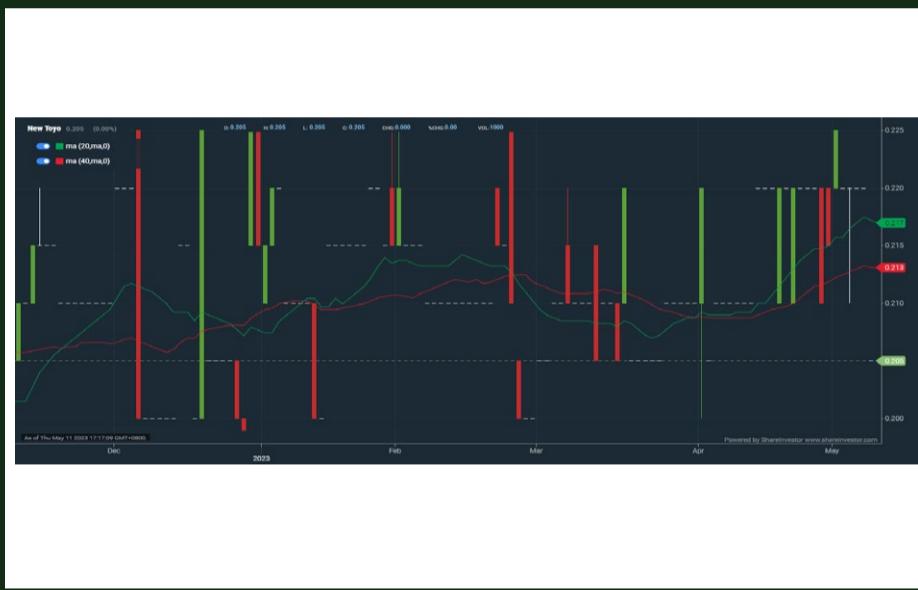 New Toyo 0.205 (0.00%) O: 0.205 H: 0.205 L: 0.205 C: 0.205 CHG: 0.000 %CHG: 0.00 VOL: 1000
ma (20,ma,0)
ma (40,ma,0)
0.225
0.220
0.217
0.215
0.213
0.210
0.205
0.200
As of Thu May 11 2023 17:17:09 GMT+0800
Powered by ShareInvestor www.shareinvestor.com
Dec 2023 Feb Mar Apr May